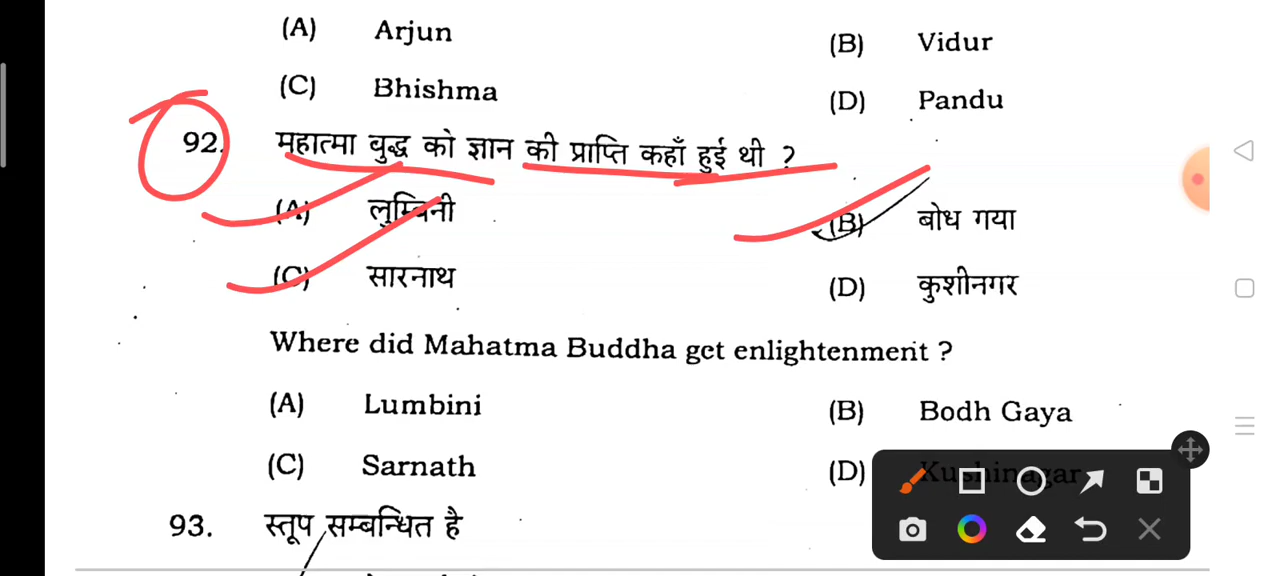 (A) Arjun (B) Vidur
(C) Bhishma (D) Pandu
92. महात्मा बुद्ध को ज्ञान की प्राप्ति कहाँ हुई थी ?
(A) लुम्बिनी (B) बोध गया
(C) सारनाथ (D) कुशीनगर
Where did Mahatma Buddha get enlightenment ?
(A) Lumbini (B) Bodh Gaya
(C) Sarnath (D) Kushinagar
93. स्तूप सम्बन्धित है